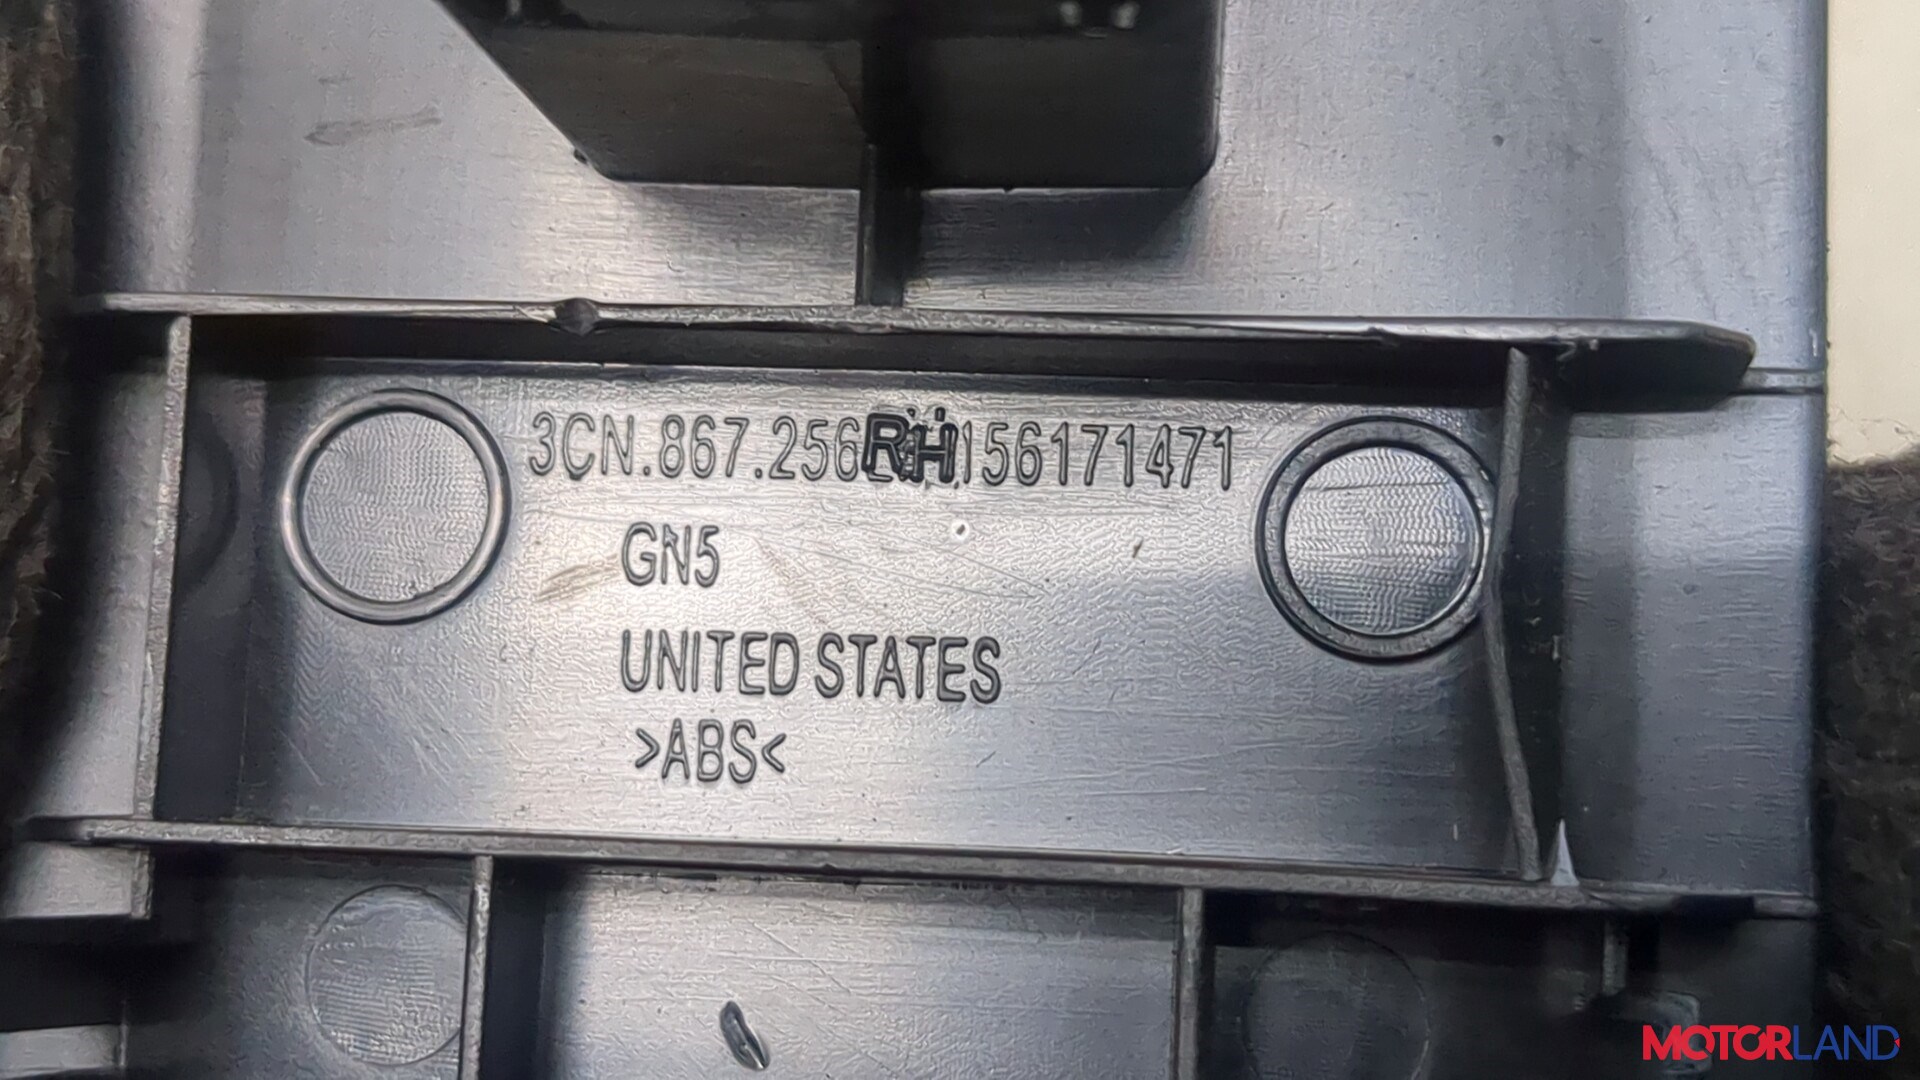 3CN.867.256 RH 156171471
GN5
UNITED STATES
>ABS<
MOTORLAND